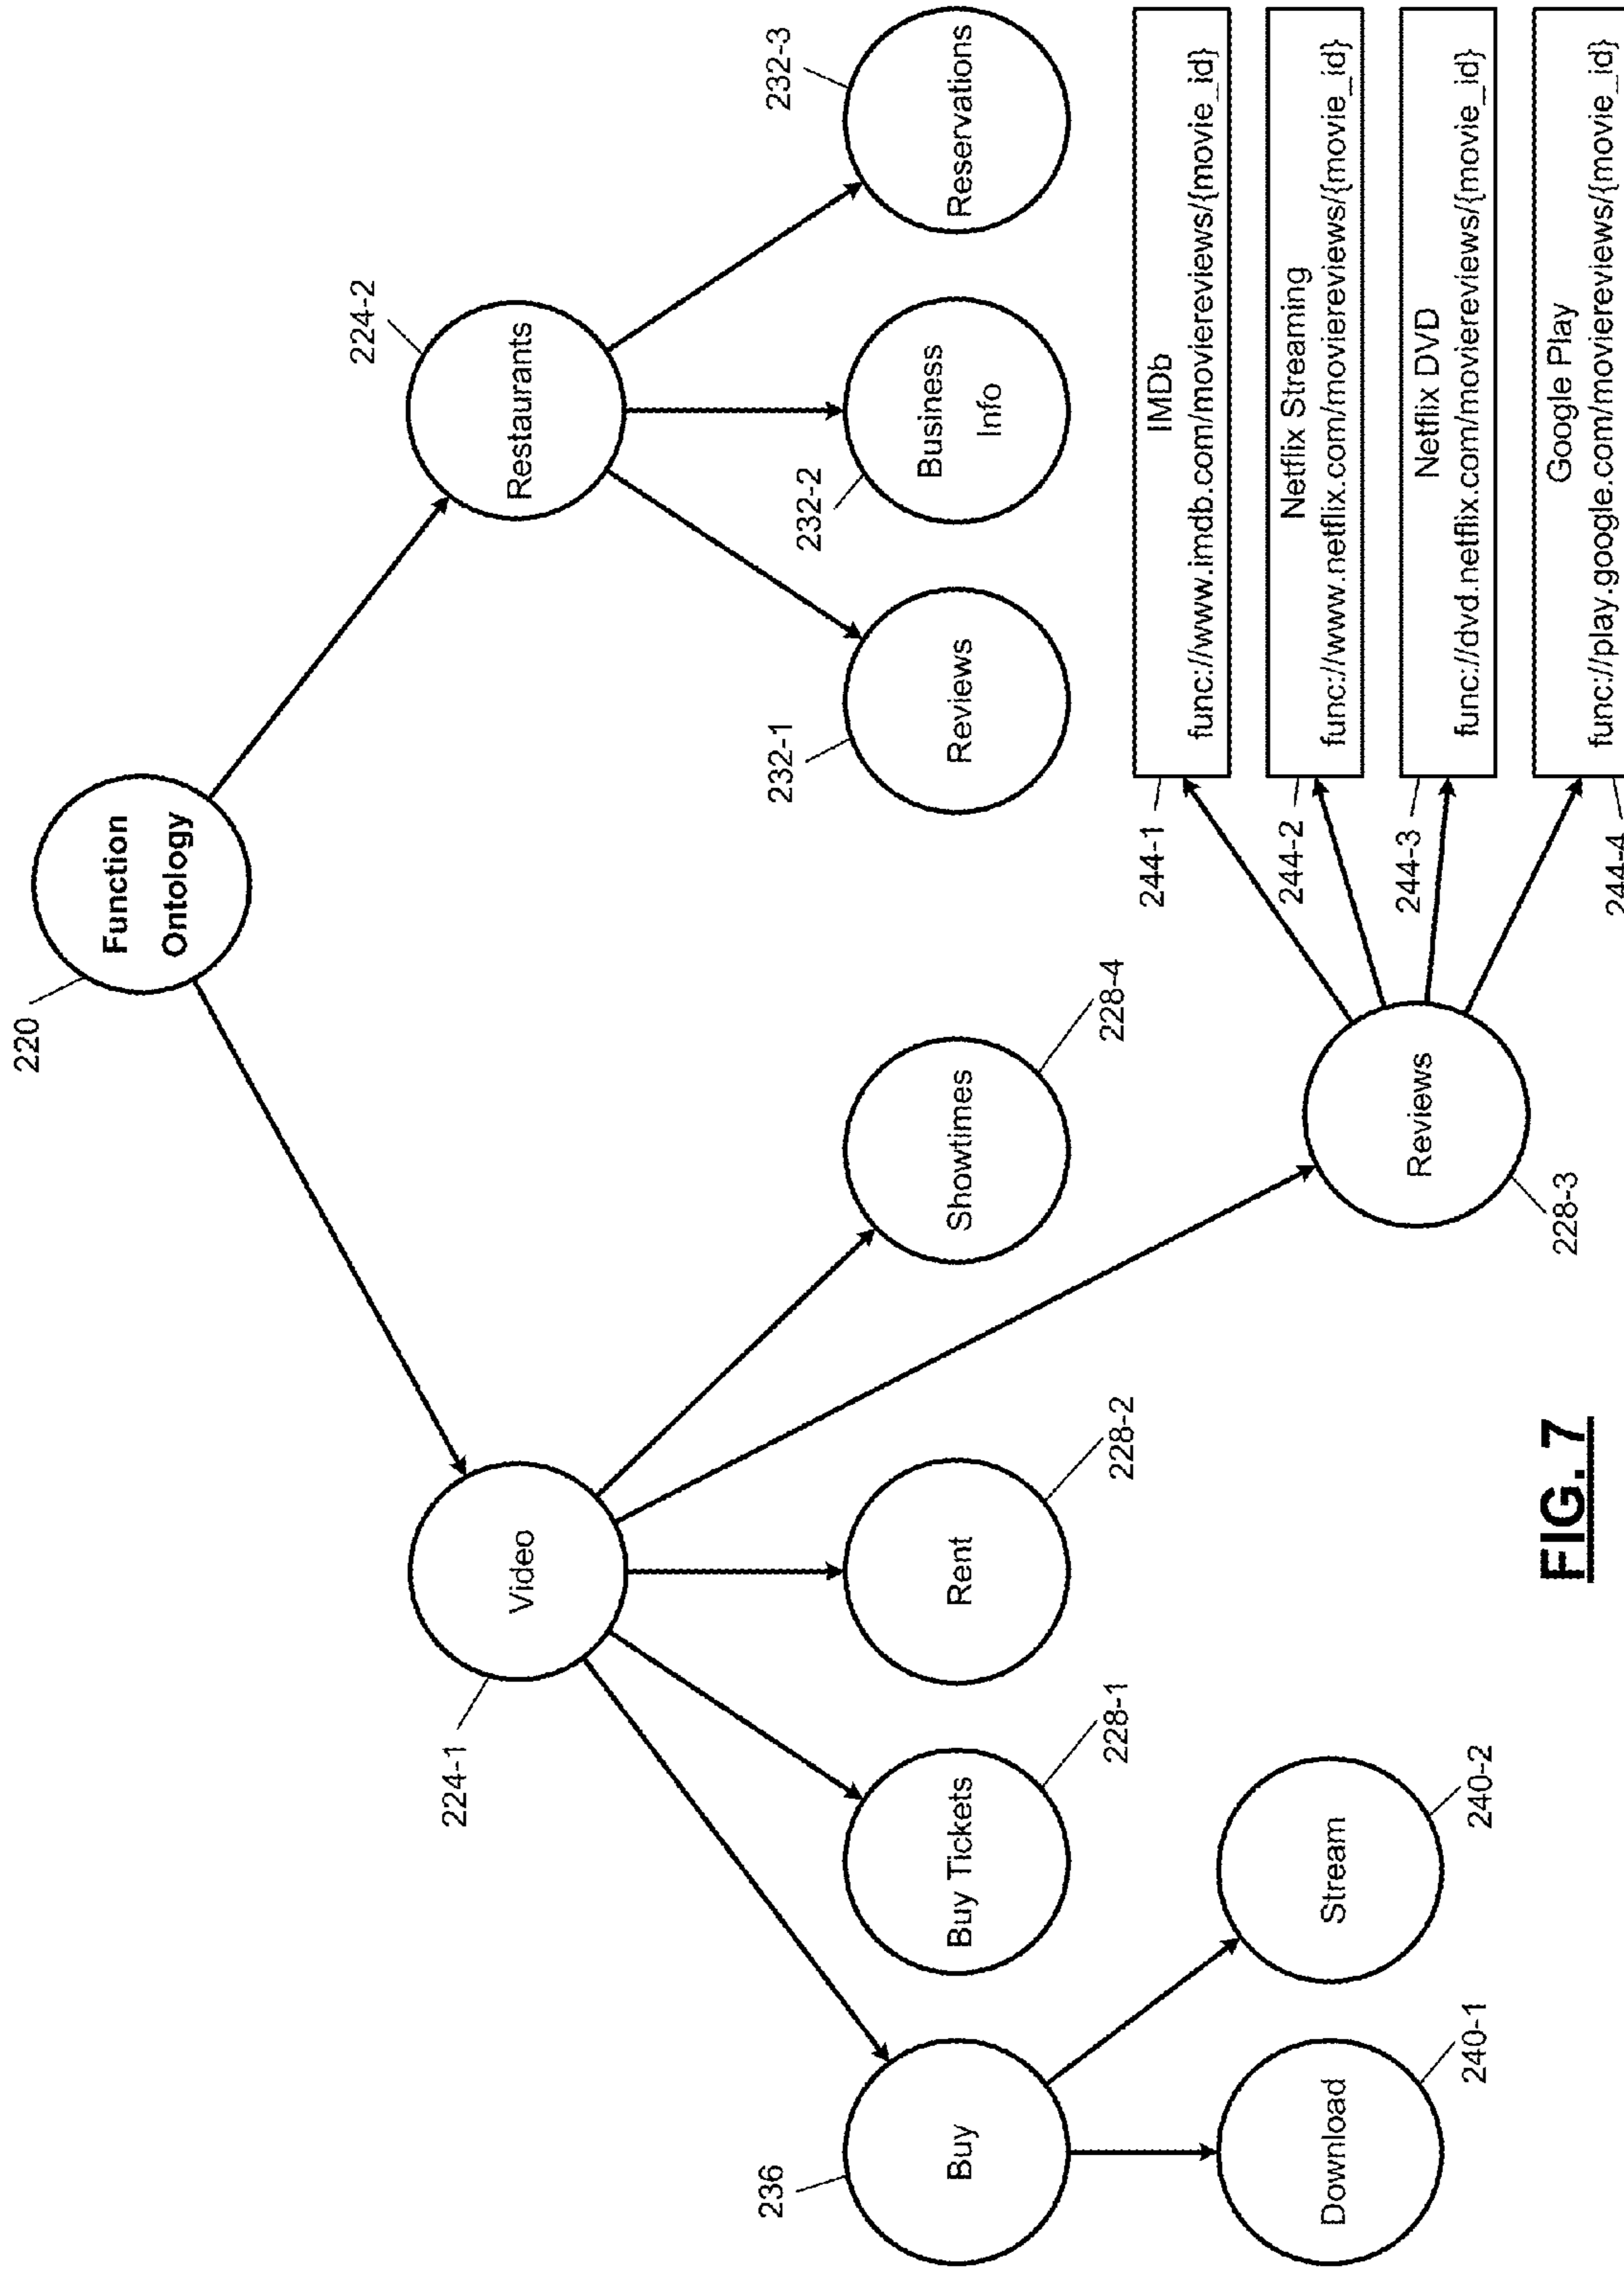 220
Function
Ontology
224-1
Video
224-2
Restaurants
236
Buy
Buy Tickets
228-1
Rent
228-2
Showtimes
228-4
232-1
Reviews
232-2
Business
Info
232-3
Reservations
Download
240-1
Stream
240-2
Reviews
228-3
244-1
IMDb
func://www.imdb.com/moviereviews/{movie_id}
244-2
Netflix Streaming
func://www.netflix.com/moviereviews/{movie_id}
244-3
Netflix DVD
func://dvd.netflix.com/moviereviews/{movie_id}
244-4
Google Play
func://play.google.com/moviereviews/{movie_id}
FIG. 7